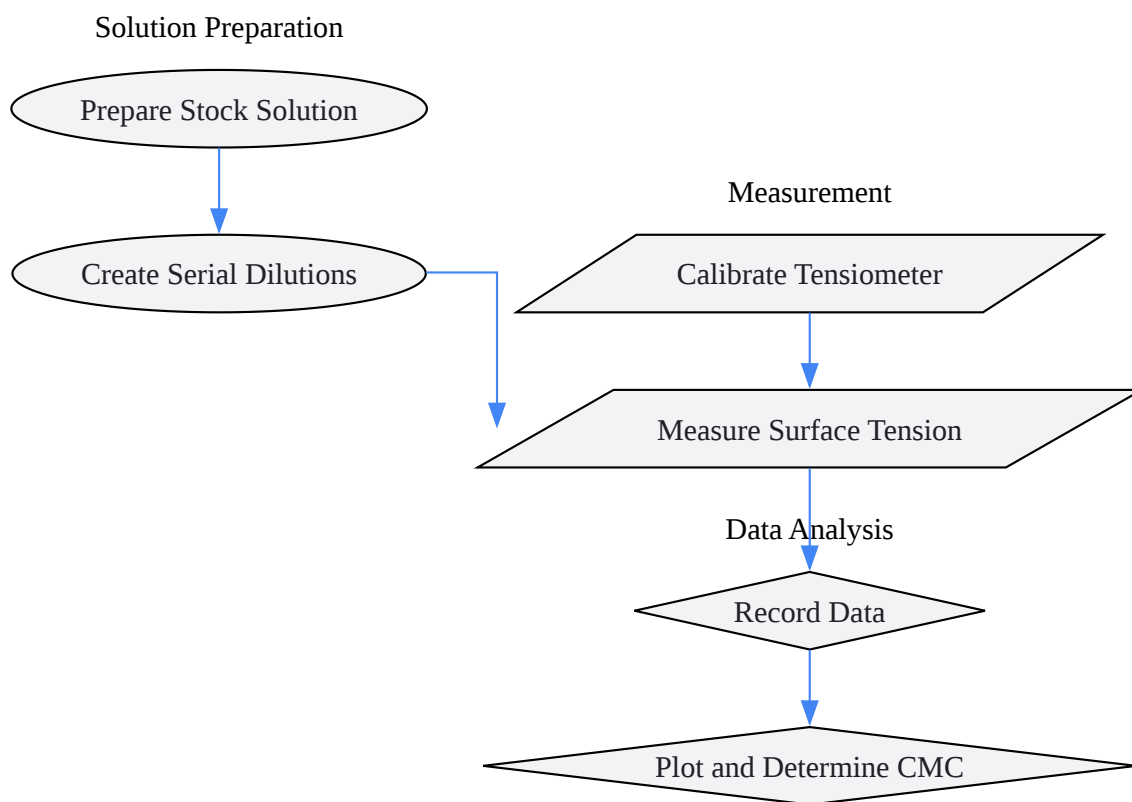 Solution Preparation
Prepare Stock Solution
Create Serial Dilutions
Measurement
Calibrate Tensiometer
Measure Surface Tension
Data Analysis
Record Data
Plot and Determine CMC